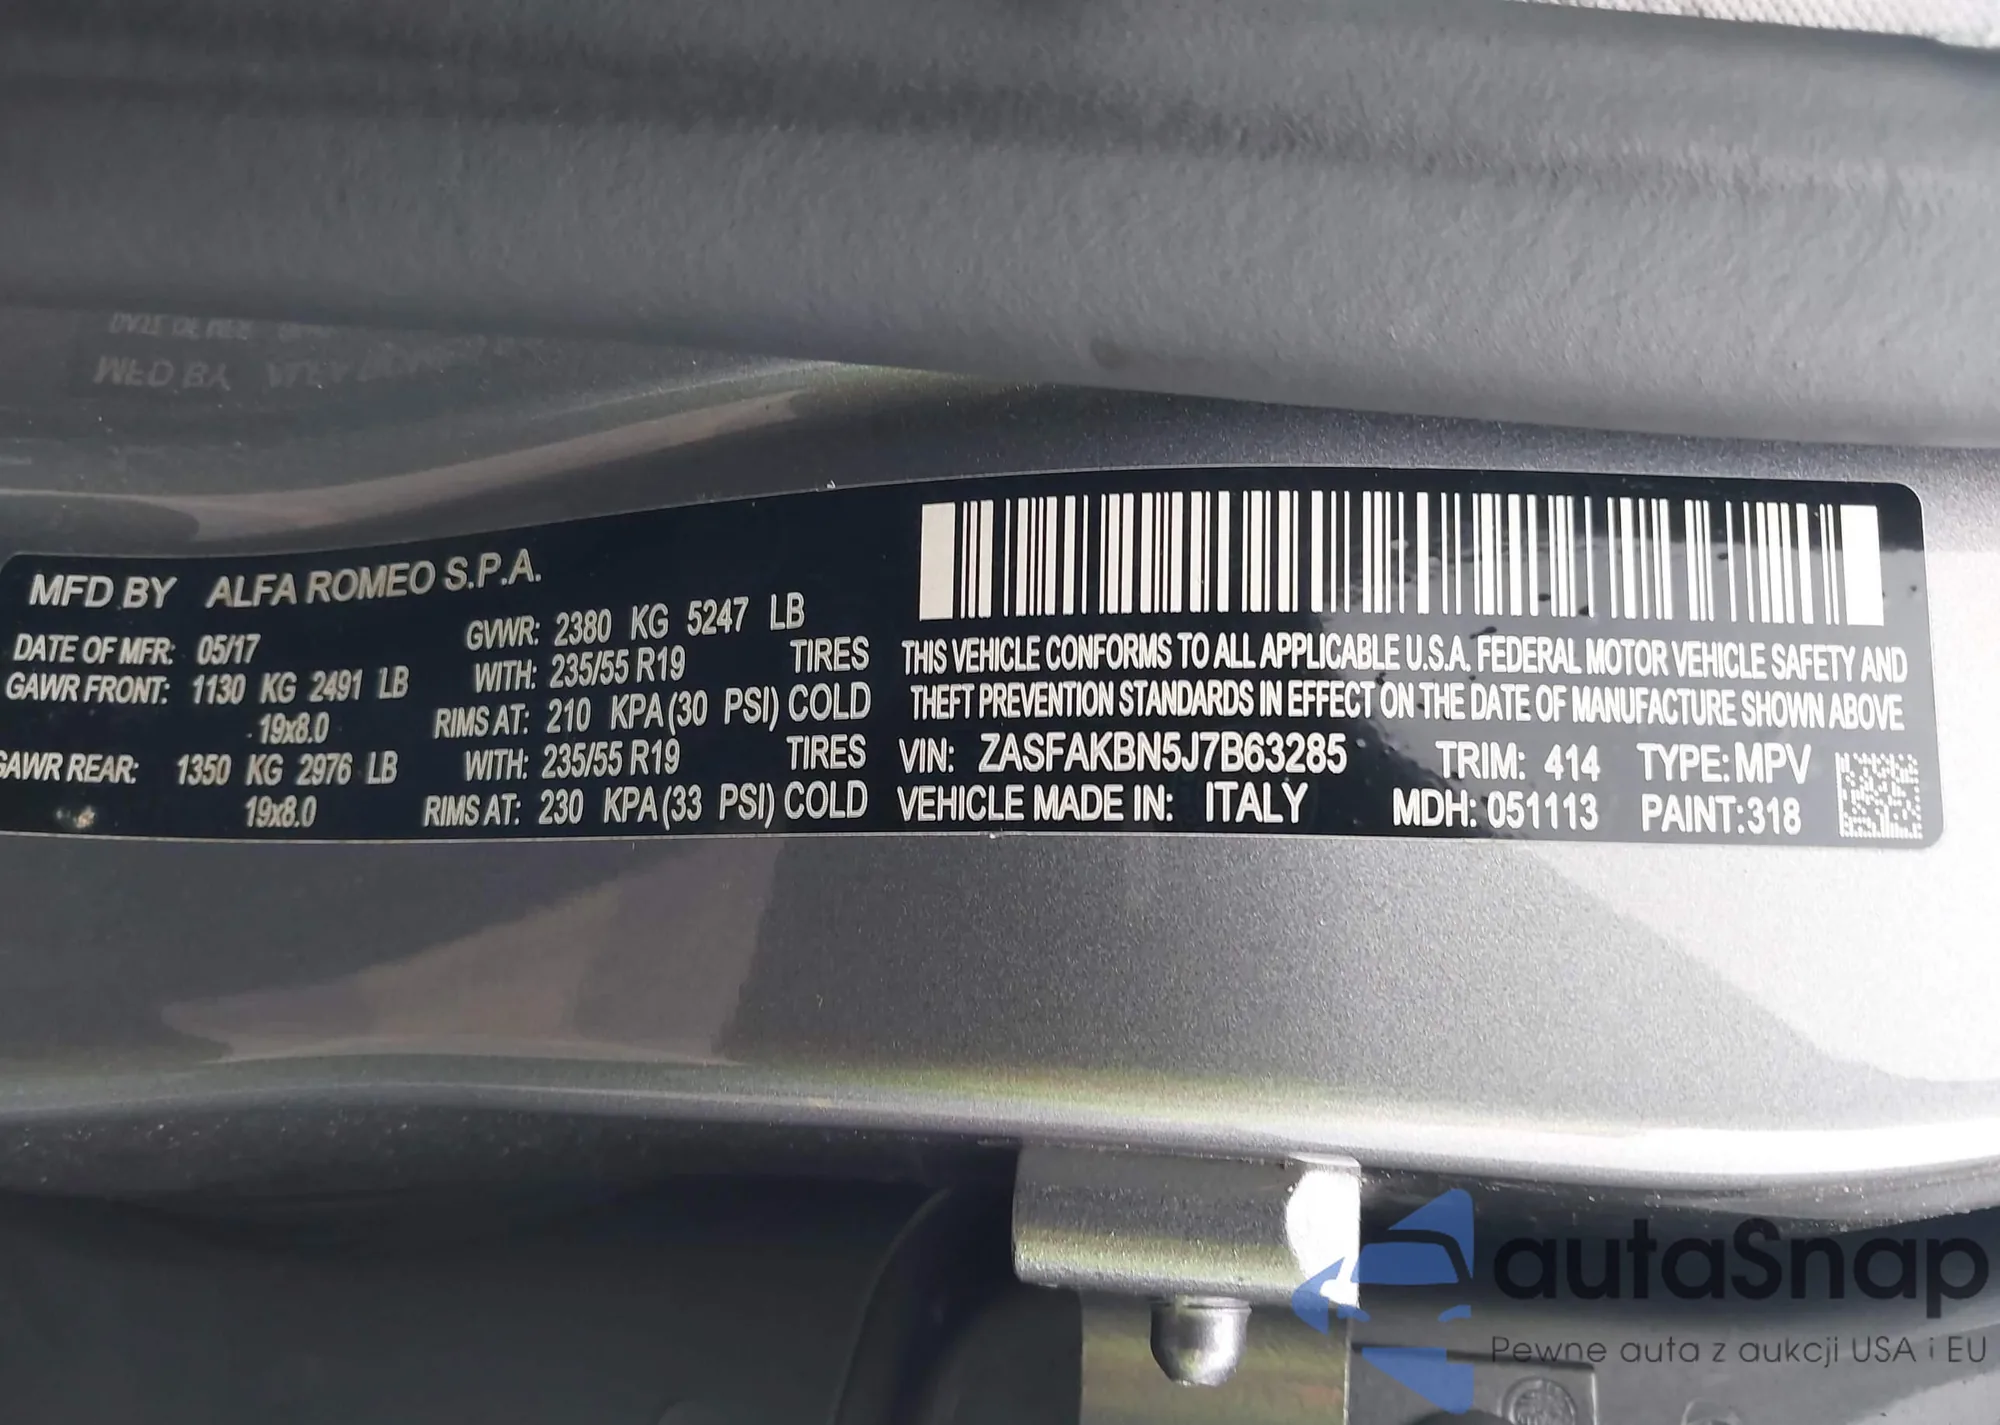 MFD BY ALFA ROMEO S.P.A.
DATE OF MFR: 05/17 GVWR: 2380 KG 5247 LB
GAWR FRONT: 1130 KG 2491 LB WITH: 235/55 R19 TIRES
19x8.0 RIMS AT: 210 KPA (30 PSI) COLD
GAWR REAR: 1350 KG 2976 LB WITH: 235/55 R19 TIRES
19x8.0 RIMS AT: 230 KPA (33 PSI) COLD
THIS VEHICLE CONFORMS TO ALL APPLICABLE U.S.A. FEDERAL MOTOR VEHICLE SAFETY AND
THEFT PREVENTION STANDARDS IN EFFECT ON THE DATE OF MANUFACTURE SHOWN ABOVE
VIN: ZASFAKBN5J7B63285 TRIM: 414 TYPE: MPV
VEHICLE MADE IN: ITALY MDH: 051113 PAINT: 318
autaSnap
Pewne auta z aukcji USA i EU